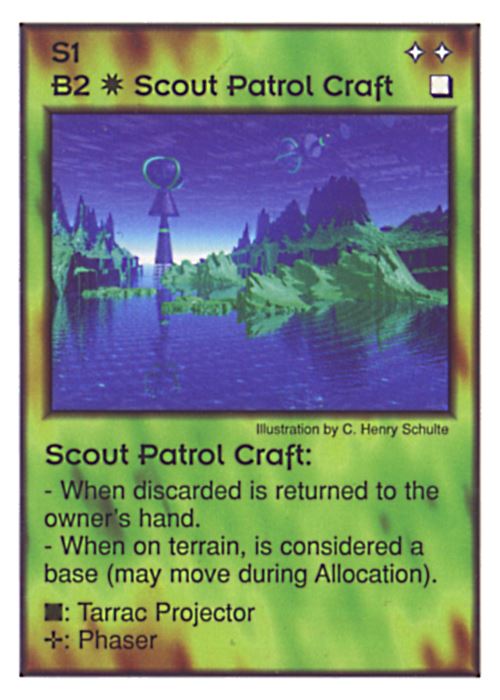 S1
B2 Scout Patrol Craft
Illustration by C. Henry Schulte
Scout Patrol Craft:
- When discarded is returned to the
owner's hand.
- When on terrain, is considered a
base (may move during Allocation).
■: Tarrac Projector
✛: Phaser